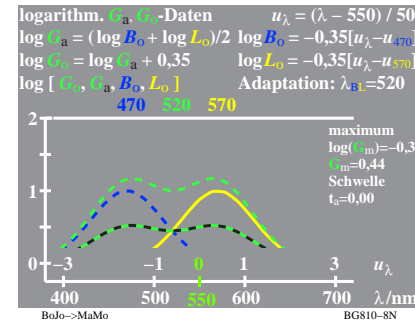 logarithm. Ga, Go-Daten uλ = (λ – 550) / 50
log Ga = (log Bo + log Lo)/2 log Bo = –0,35[uλ–u470]
log Go = log Ga + 0,35 log Lo = –0,35[uλ–u570]
log [ Go, Ga, Bo, Lo ] Adaptation: λBL=520
470 520 570
2
maximum
log(Gm)=–0,3
Gm=0,44
Schwelle
ta=0,00
1
0 –3 –1 0 1 3 uλ
400 500 550 600 700 λ/nm
BoJo–>MaMo BG810–8N